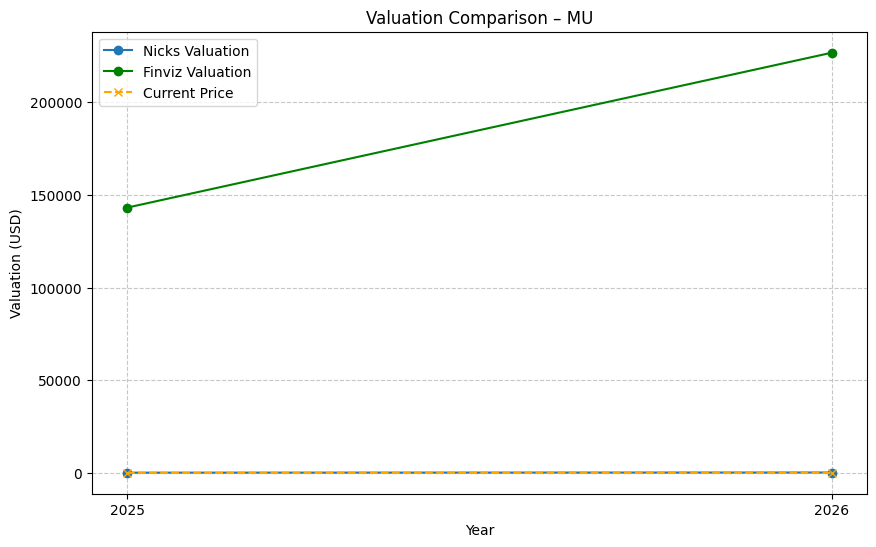 Valuation Comparison – MU
Nicks Valuation
Finviz Valuation
Current Price
Valuation (USD)
200000
150000
100000
50000
0
2025
2026
Year